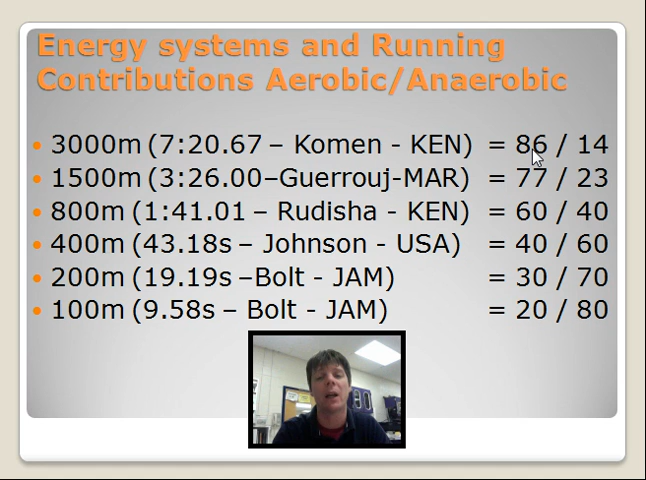 Energy systems and Running
Contributions Aerobic/Anaerobic
• 3000m (7:20.67 – Komen - KEN) = 86 / 14
• 1500m (3:26.00–Guerrouj-MAR) = 77 / 23
• 800m (1:41.01 – Rudisha - KEN) = 60 / 40
• 400m (43.18s – Johnson - USA) = 40 / 60
• 200m (19.19s –Bolt - JAM) = 30 / 70
• 100m (9.58s – Bolt - JAM) = 20 / 80